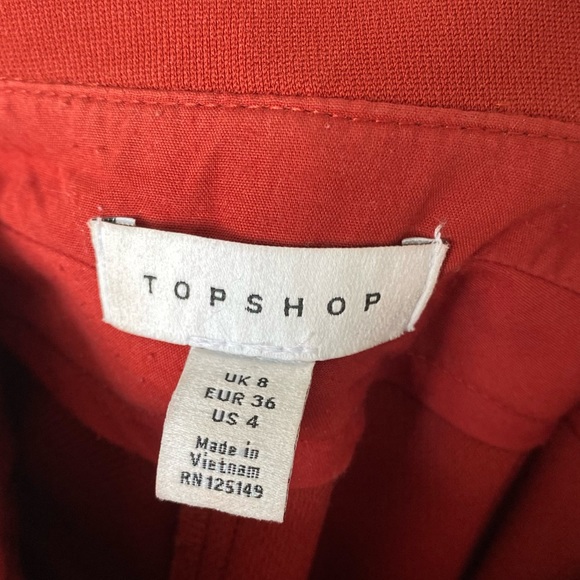 TOPSHOP
UK 8
EUR 36
US 4
Made in
Vietnam
RN 125149